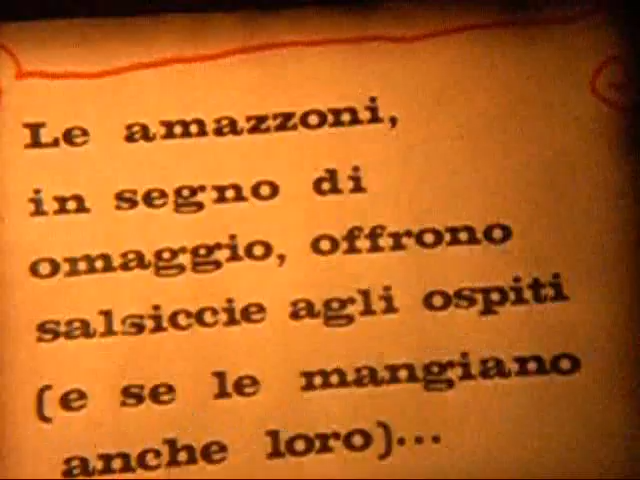 Le amazzoni,
in segno di
omaggio, offrono
salsiccie agli ospiti
(e se le mangiano
anche loro)...